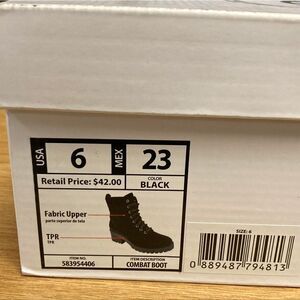 USA 6 MEX 23
COLOR
Retail Price: $42.00 BLACK
Fabric Upper
parte superior de tela
TPR
TPR
SIZE: 6
ITEM NO. ITEM DESCRIPTION
583954406 COMBAT BOOT
0 889487 794813